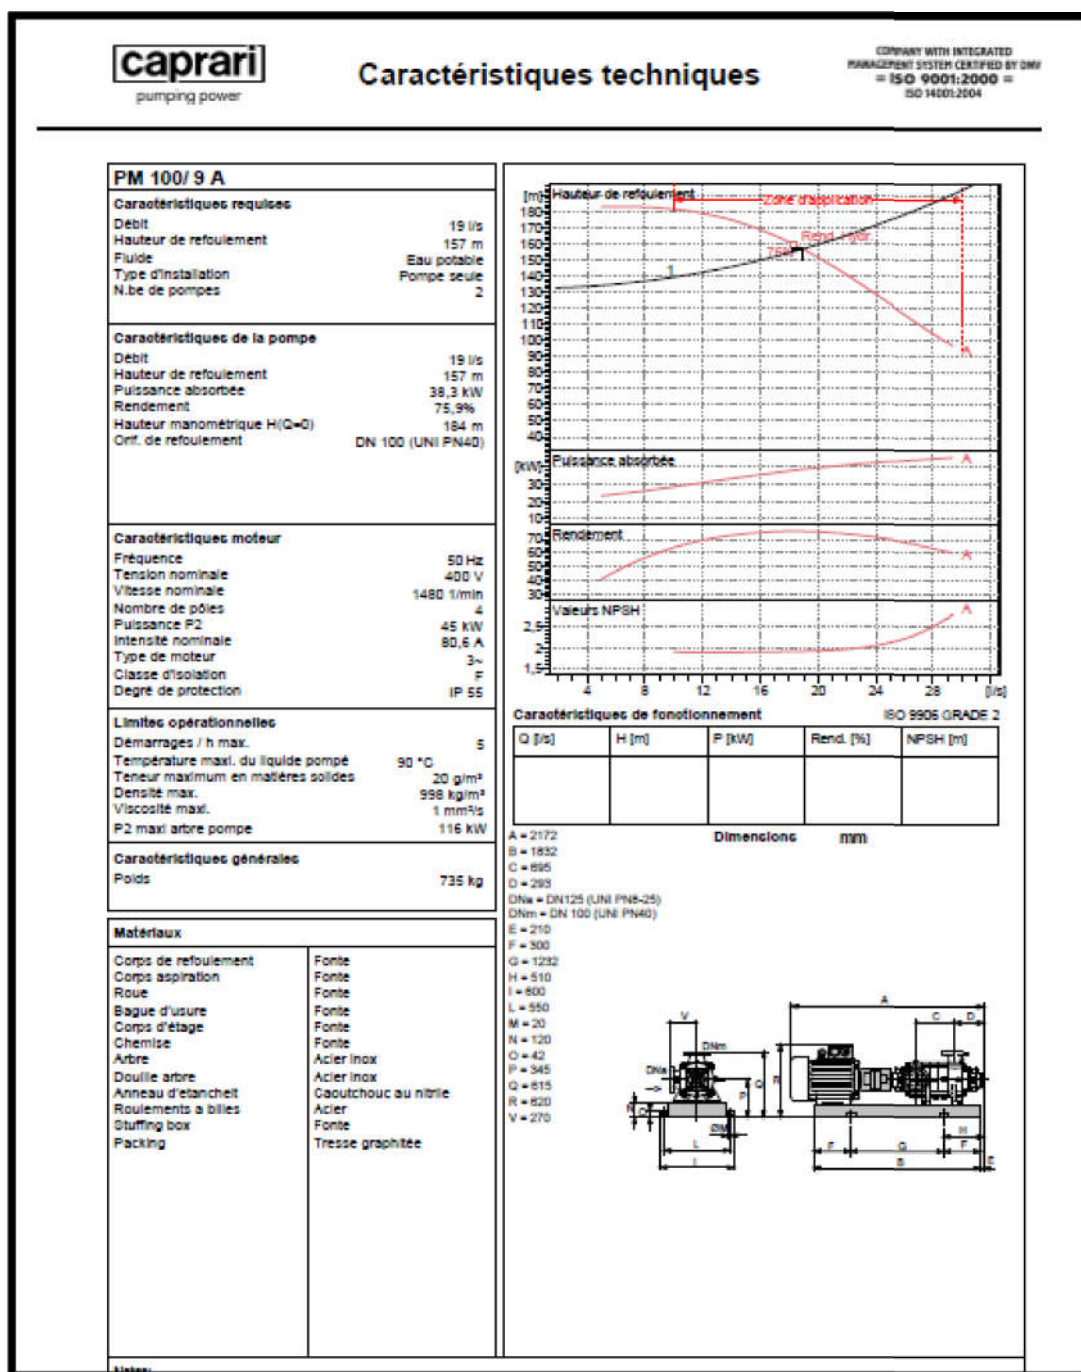 caprari
pumping power
Caractéristiques techniques
COMPANY WITH INTEGRATED
MANAGEMENT SYSTEM CERTIFIED BY DNV
= ISO 9001:2000 =
ISO 14001:2004
PM 100/ 9 A
Caractéristiques requises
Débit 19 l/s
Hauteur de refoulement 157 m
Fluide Eau potable
Type d'installation Pompe seule
N.be de pompes 2
Caractéristiques de la pompe
Débit 19 l/s
Hauteur de refoulement 157 m
Puissance absorbée 38,3 kW
Rendement 75,9%
Hauteur manométrique H(Q=0) 184 m
Orif. de refoulement DN 100 (UNI PN40)
Caractéristiques moteur
Fréquence 50 Hz
Tension nominale 400 V
Vitesse nominale 1480 1/min
Nombre de pôles 4
Puissance P2 45 kW
Intensité nominale 80,6 A
Type de moteur 3~
Classe d'isolation F
Degré de protection IP 55
Limites opérationnelles
Démarrages / h max. 5
Température maxi. du liquide pompé 90 °C
Teneur maximum en matières solides 20 g/m³
Densité max. 998 kg/m³
Viscosité maxi. 1 mm²/s
P2 maxi arbre pompe 116 kW
Caractéristiques générales
Poids 735 kg
Matériaux
Corps de refoulement Fonte
Corps aspiration Fonte
Roue Fonte
Bague d'usure Fonte
Corps d'étage Fonte
Chemise Fonte
Arbre Acier inox
Douille arbre Acier inox
Anneau d'etancheit Caoutchouc au nitrile
Roulements a billes Acier
Stuffing box Fonte
Packing Tresse graphitée
Notes:
[m] Hauteur de refoulement
Zone d'application
180
170
160
150
140
130
120
110
100
90
80
70
60
50
40
Rend. Hydr.
1
A
[kW] Puissance absorbée
30
20
10
A
Rendement
70
60
50
40
30
A
Valeurs NPSH
2,5
2
1,5
A
4 8 12 16 20 24 28 [l/s]
Caractéristiques de fonctionnement ISO 9906 GRADE 2
Q [l/s] H [m] P [kW] Rend. [%] NPSH [m]
Dimensions mm
A = 2172
B = 1832
C = 695
D = 293
DNa = DN125 (UNI PN6-25)
DNm = DN 100 (UNI PN40)
E = 210
F = 300
G = 1232
H = 510
I = 600
L = 550
M = 20
N = 120
O = 42
P = 345
Q = 615
R = 620
V = 270
V
DNm
DNa
P
Q
N
O
ØM
L
I
A
C D
R
H
F G F
B E